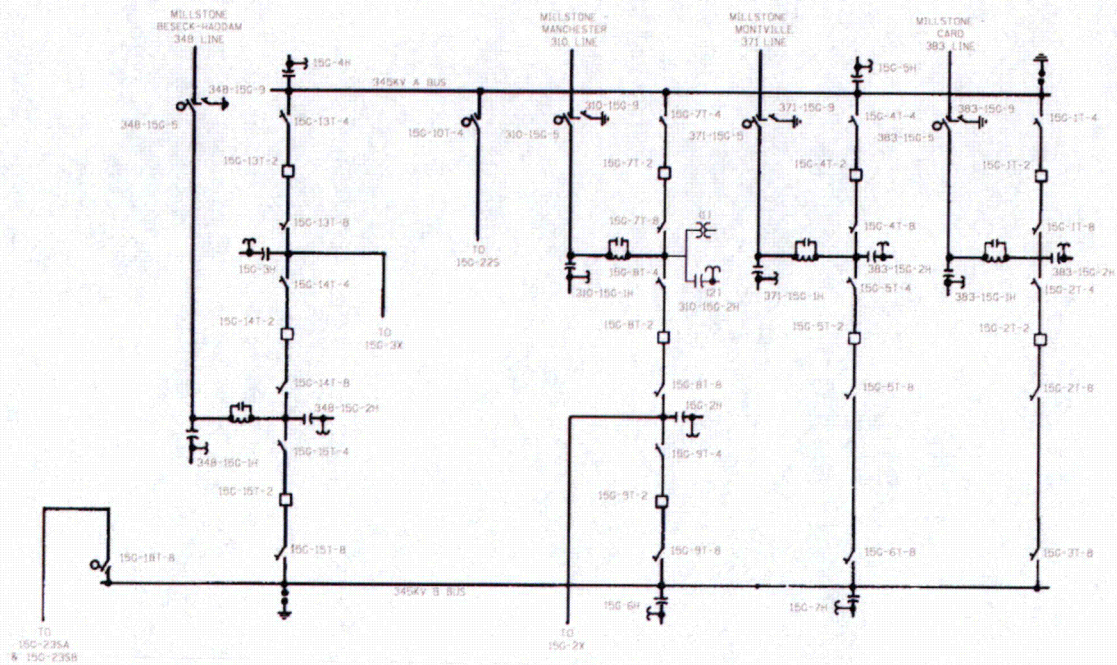 MILLSTONE
BESECK-HADDAM
348 LINE
MILLSTONE -
MANCHESTER
310 LINE
MILLSTONE -
MONTVILLE
371 LINE
MILLSTONE -
CARD
383 LINE
15G-4H
15G-5H
348-15G-9
345KV A BUS
348-15G-5
15G-13T-4
15G-10T-4
310-15G-9
310-15G-5
15G-7T-4
371-15G-9
371-15G-5
15G-4T-4
383-15G-9
383-15G-5
15G-1T-4
15G-13T-2
15G-7T-2
15G-4T-2
15G-1T-2
15G-13T-8
15G-7T-8
(1)
15G-4T-8
15G-1T-8
TO
15G-22S
15G-3H
15G-8T-4
383-15G-2H
383-15G-2H
15G-14T-4
310-15G-1H
(2)
310-15G-2H
371-15G-1H
15G-5T-4
383-15G-1H
15G-2T-4
15G-14T-2
TO
15G-3X
15G-8T-2
15G-5T-2
15G-2T-2
15G-14T-8
15G-8T-8
15G-5T-8
15G-2T-8
348-15G-2H
15G-2H
348-15G-1H
15G-15T-4
15G-9T-4
15G-15T-2
15G-9T-2
15G-18T-8
15G-15T-8
15G-9T-8
15G-6T-8
15G-3T-8
345KV B BUS
15G-6H
15G-7H
TO
15G-23SA
& 15G-23SB
TO
15G-2X